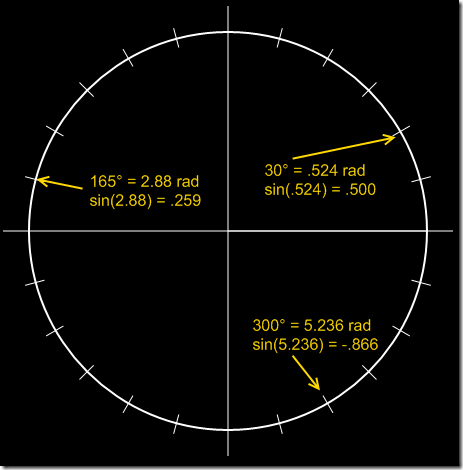 30° = .524 rad
sin(.524) = .500
165° = 2.88 rad
sin(2.88) = .259
300° = 5.236 rad
sin(5.236) = -.866